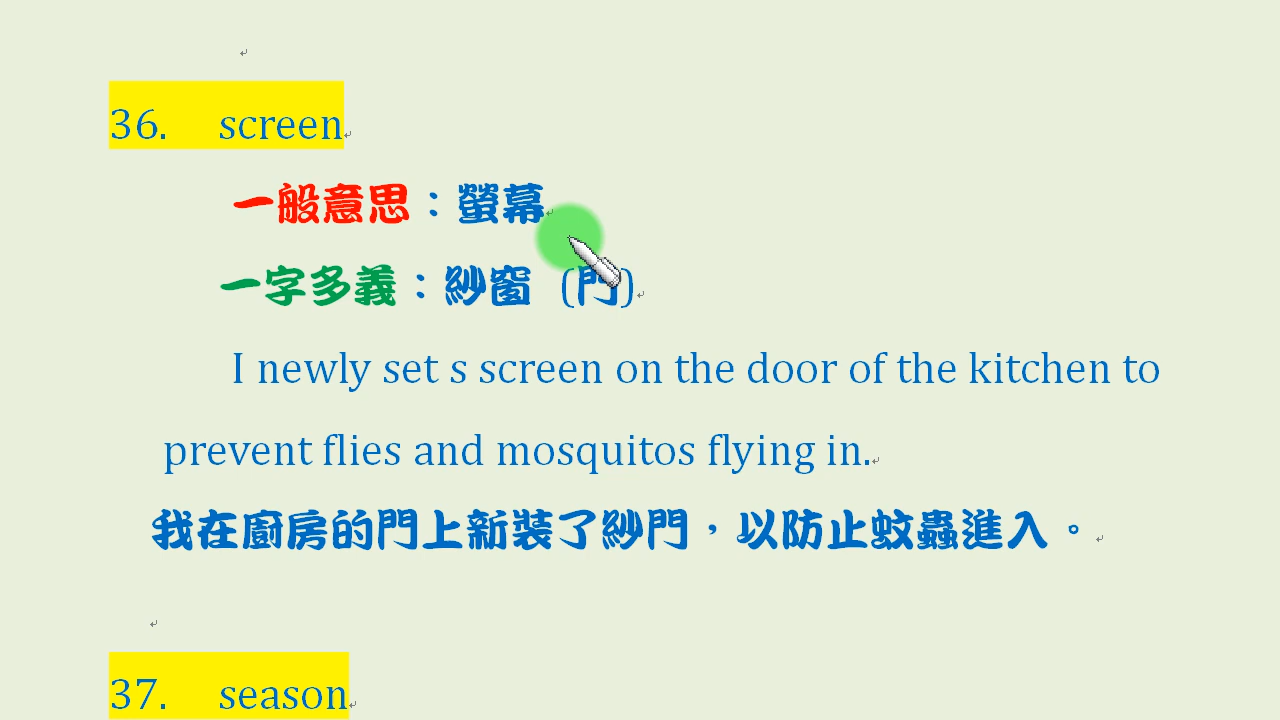 36. screen
一般意思：螢幕
一字多義：紗窗 (門)
I newly set s screen on the door of the kitchen to
prevent flies and mosquitos flying in.
我在廚房的門上新裝了紗門，以防止蚊蟲進入。
37. season